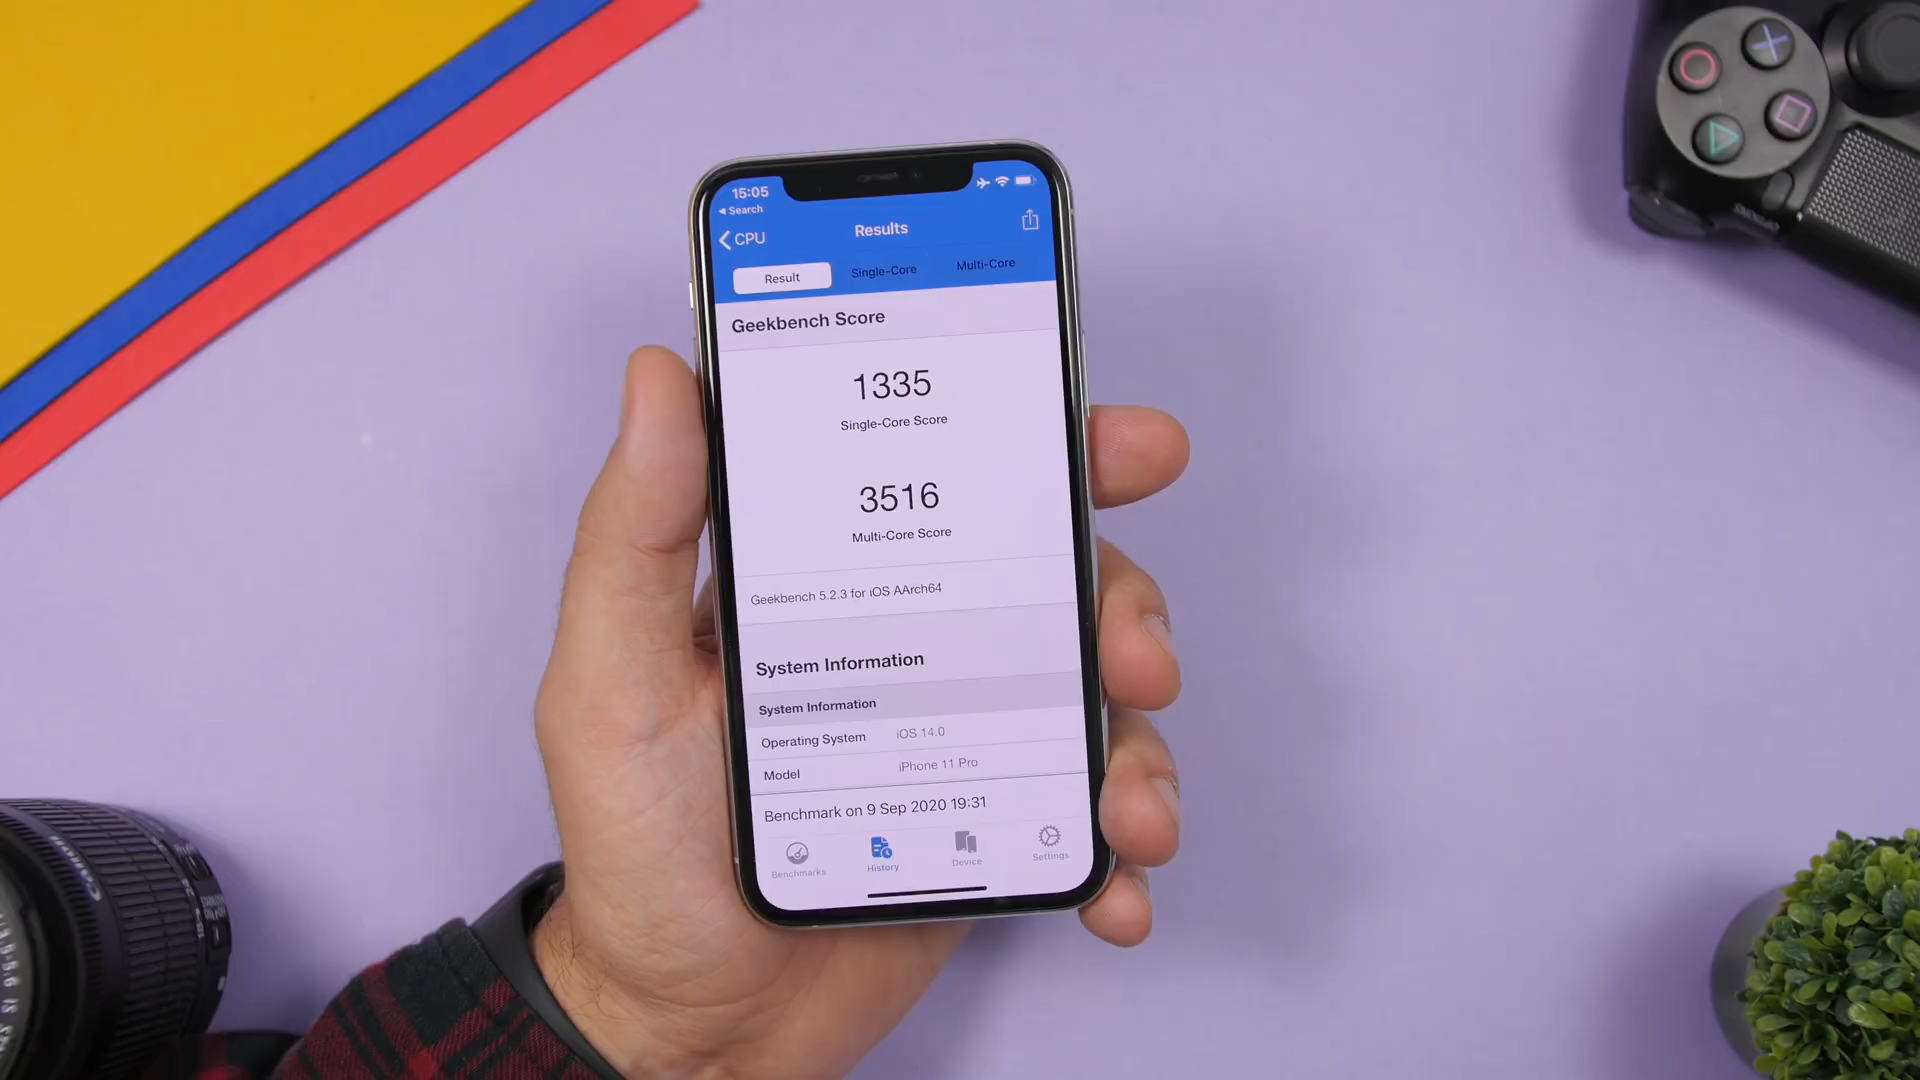 15:05
Search
CPU
Results
Result
Single-Core
Multi-Core
Geekbench Score
1335
Single-Core Score
3516
Multi-Core Score
Geekbench 5.2.3 for iOS AArch64
System Information
System Information
Operating System iOS 14.0
Model iPhone 11 Pro
Benchmark on 9 Sep 2020 19:31
Benchmarks
History
Device
Settings
Canon